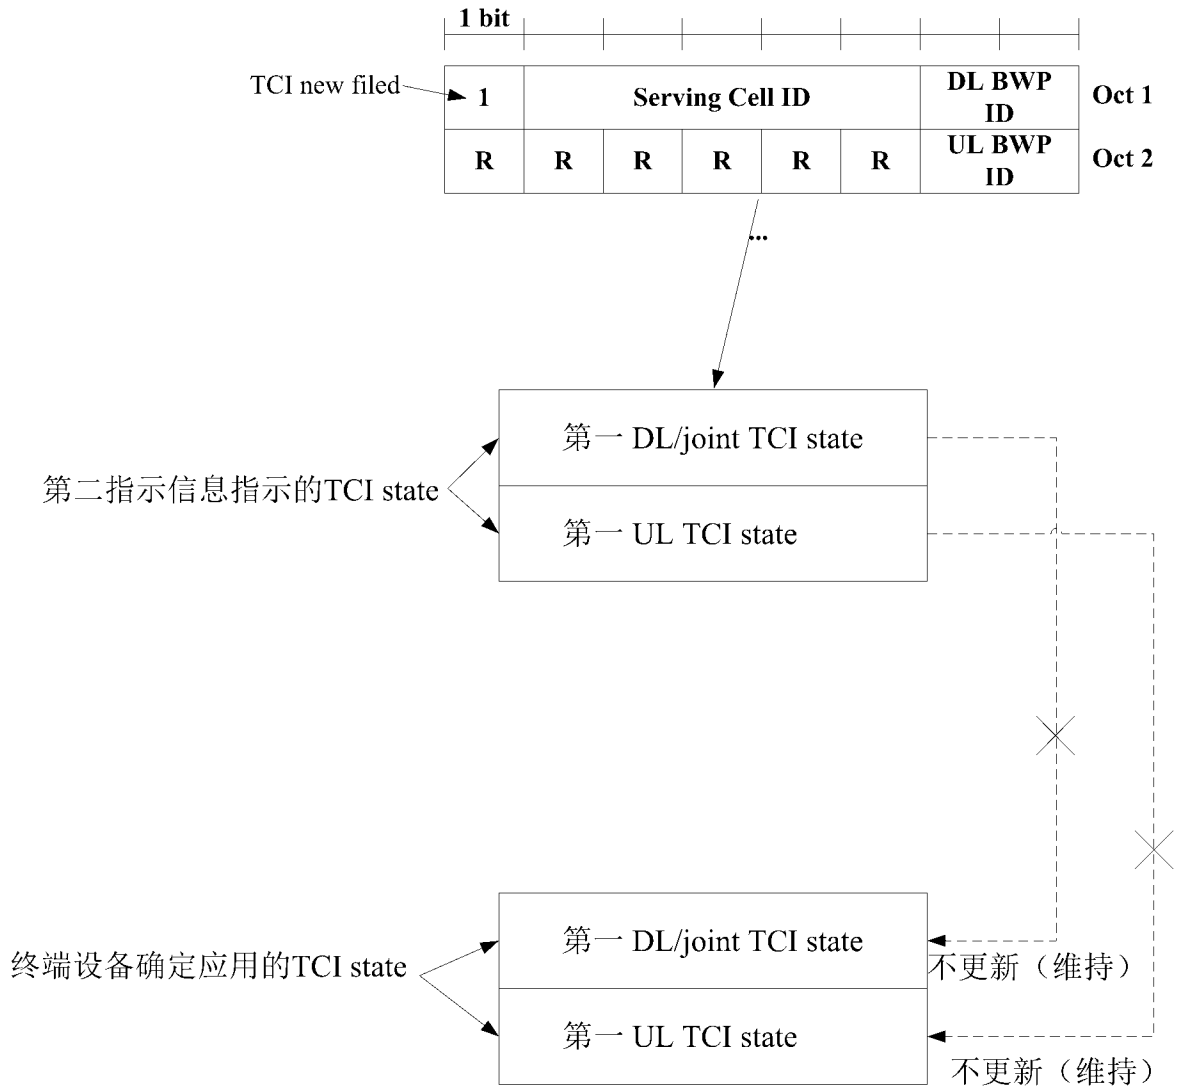 1 bit
TCI new filed
1
Serving Cell ID
DL BWP
ID
Oct 1
R R R R R R
UL BWP
ID
Oct 2
...
第一 DL/joint TCI state
第二指示信息指示的TCI state
第一 UL TCI state
第一 DL/joint TCI state
终端设备确定应用的TCI state
不更新（维持）
第一 UL TCI state
不更新（维持）